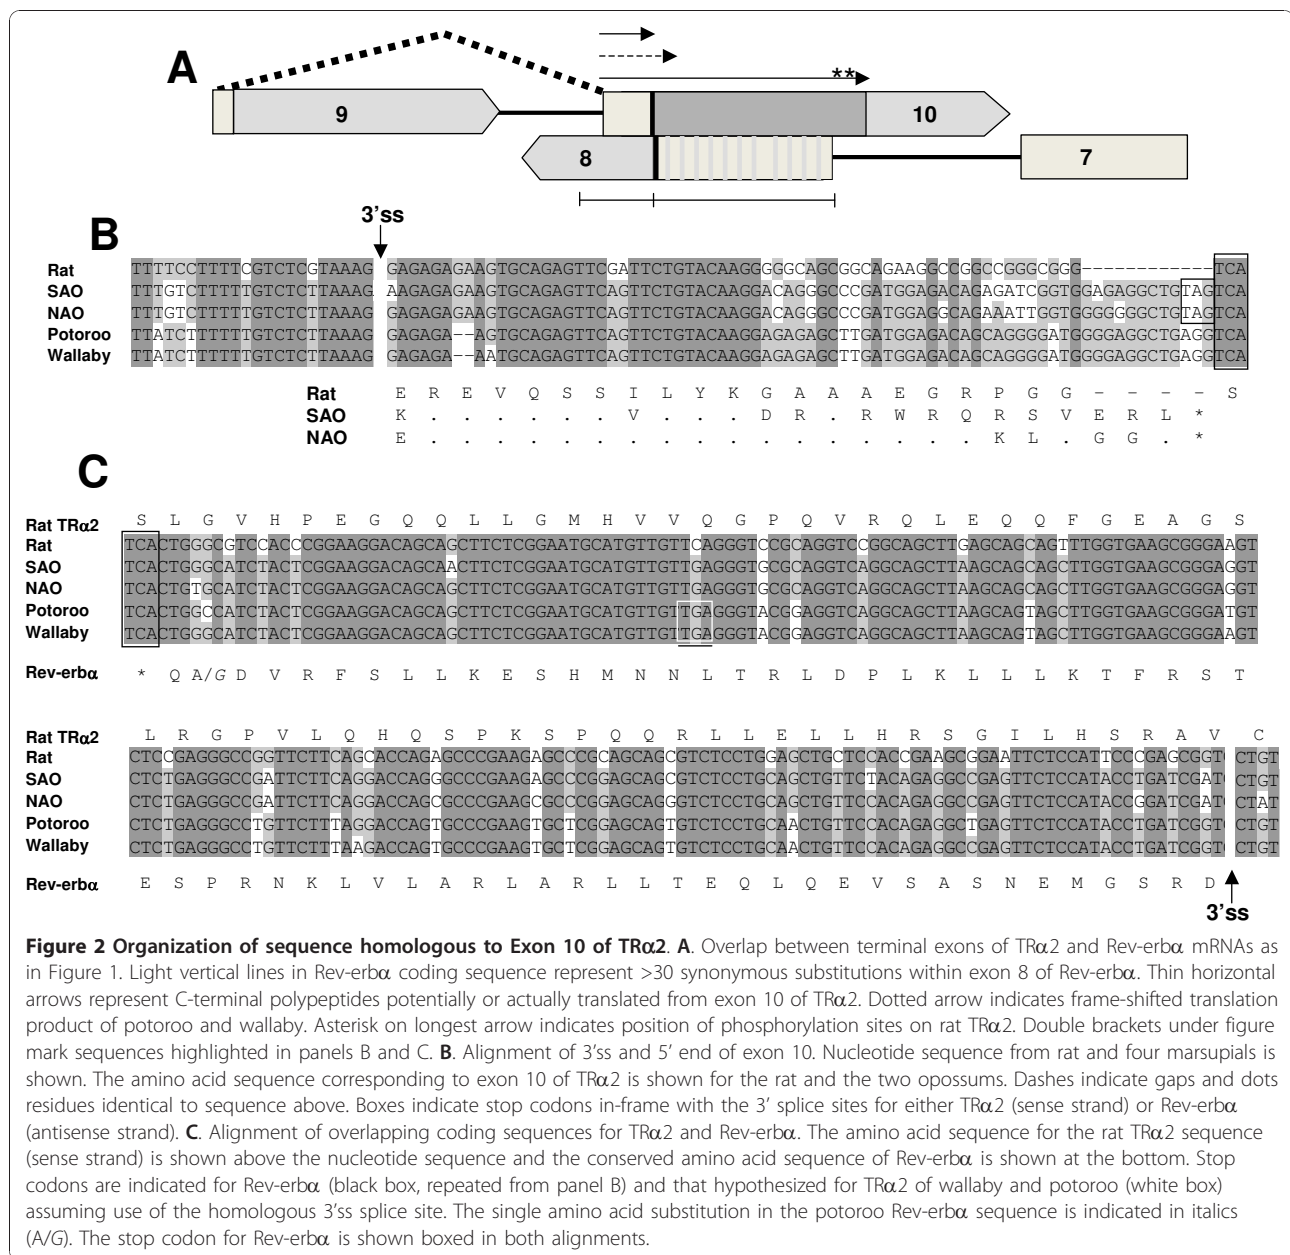 A
**
9
10
8
7
3'ss
B
Rat TTTTCCTTTTCGTCTCGTAAAG GAGAGAGAAGTGCAGAGTTCGATTCTGTACAAGGGGGCAGCGGCAGAAGGCCGGCCGGGCGGG------------TCA
SAO TTTGTCTTTTTGTCTCTTAAAG AAGAGAGAAGTGCAGAGTTCAGTTCTGTACAAGGACAGGGCCCGATGGAGACAGAGATCGGTGGAGAGGCTGTAGTCA
NAO TTTGTCTTTTTGTCTCTTAAAG GAGAGAGAAGTGCAGAGTTCAGTTCTGTACAAGGACAGGGCCCGATGGAGGCAGAAATTGGTGGGGGGGCTGTAGTCA
Potoroo TTATCTTTTTTGTCTCTTAAAG GAGAGA--AGTGCAGAGTTCAGTTCTGTACAAGGAGAGAGCTTGATGGAGACAGCAGGGGATGGGGAGGCTGAGGTCA
Wallaby TTATCTTTTTTGTCTCTTAAAG GAGAGA--AATGCAGAGTTCAGTTCTGTACAAGGAGAGAGCTTGATGGAGACAGCAGGGGATGGGGAGGCTGAGGTCA
Rat E R E V Q S S I L Y K G A A A E G R P G G - - - - S
SAO K . . . . . . V . . . D R . R W R Q R S V E R L *
NAO E . . . . . . . . . . . . . . . . . K L . G G . *
C
Rat TRα2 S L G V H P E G Q Q L L G M H V V Q G P Q V R Q L E Q Q F G E A G S
Rat TCACTGGGCGTCCACCCGGAAGGACAGCAGCTTCTCGGAATGCATGTTGTTCAGGGTCCGCAGGTCCGGCAGCTTGAGCAGCAGTTTGGTGAAGCGGGAAGT
SAO TCACTGGGCATCTACTCGGAAGGACAGCAACTTCTCGGAATGCATGTTGTTGAGGGTGCGCAGGTCAGGCAGCTTAAGCAGCAGCTTGGTGAAGCGGGAGGT
NAO TCACTGTGCATCTACTCGGAAGGACAGCAGCTTCTCGGAATGCATGTTGTTGAGGGTGCGCAGGTCAGGCAGCTTAAGCAGCAGCTTGGTGAAGCGGGAGGT
Potoroo TCACTGGCCATCTACTCGGAAGGACAGCAGCTTCTCGGAATGCATGTTGTTGAGGGTACGGAGGTCAGGCAGCTTAAGCAGTAGCTTGGTGAAGCGGGATGT
Wallaby TCACTGGGCATCTACTCGGAAGGACAGCAGCTTCTCGGAATGCATGTTGTTGAGGGTACGGAGGTCAGGCAGCTTAAGCAGTAGCTTGGTGAAGCGGGAAGT
Rev-erbα * Q A/G D V R F S L L K E S H M N N L T R L D P L K L L L K T F R S T
Rat TRα2 L R G P V L Q H Q S P K S P Q Q R L L E L L H R S G I L H S R A V C
Rat CTCCGAGGGCCGGTTCTTCAGCACCAGAGCCCGAAGAGCCCGCAGCAGCGTCTCCTGGAGCTGCTCCACCGAAGCGGAATTCTCCATTCCCGAGCGGT CTGT
SAO CTCTGAGGGCCGATTCTTCAGGACCAGGGCCCGAAGAGCCCGGAGCAGCGTCTCCTGCAGCTGTTCTACAGAGGCCGAGTTCTCCATACCTGATCGAT CTGT
NAO CTCTGAGGGCCGATTCTTCAGGACCAGCGCCCGAAGCGCCCGGAGCAGGGTCTCCTGCAGCTGTTCCACAGAGGCCGAGTTCTCCATACCGGATCGAT CTAT
Potoroo CTCTGAGGGCCTGTTCTTTAGGACCAGTGCCCGAAGTGCTCGGAGCAGTGTCTCCTGCAACTGTTCCACAGAGGCTGAGTTCTCCATACCTGATCGGT CTGT
Wallaby CTCTGAGGGCCTGTTCTTTAAGACCAGTGCCCGAAGTGCTCGGAGCAGTGTCTCCTGCAACTGTTCCACAGAGGCCGAGTTCTCCATACCTGATCGGT CTGT
Rev-erbα E S P R N K L V L A R L A R L L T E Q L Q E V S A S N E M G S R D
3'ss
Figure 2 Organization of sequence homologous to Exon 10 of TRα2. A. Overlap between terminal exons of TRα2 and Rev-erbα mRNAs as
in Figure 1. Light vertical lines in Rev-erbα coding sequence represent >30 synonymous substitutions within exon 8 of Rev-erbα. Thin horizontal
arrows represent C-terminal polypeptides potentially or actually translated from exon 10 of TRα2. Dotted arrow indicates frame-shifted translation
product of potoroo and wallaby. Asterisk on longest arrow indicates position of phosphorylation sites on rat TRα2. Double brackets under figure
mark sequences highlighted in panels B and C. B. Alignment of 3'ss and 5' end of exon 10. Nucleotide sequence from rat and four marsupials is
shown. The amino acid sequence corresponding to exon 10 of TRα2 is shown for the rat and the two opossums. Dashes indicate gaps and dots
residues identical to sequence above. Boxes indicate stop codons in-frame with the 3' splice sites for either TRα2 (sense strand) or Rev-erbα
(antisense strand). C. Alignment of overlapping coding sequences for TRα2 and Rev-erbα. The amino acid sequence for the rat TRα2 sequence
(sense strand) is shown above the nucleotide sequence and the conserved amino acid sequence of Rev-erbα is shown at the bottom. Stop
codons are indicated for Rev-erbα (black box, repeated from panel B) and that hypothesized for TRα2 of wallaby and potoroo (white box)
assuming use of the homologous 3'ss splice site. The single amino acid substitution in the potoroo Rev-erbα sequence is indicated in italics
(A/G). The stop codon for Rev-erbα is shown boxed in both alignments.